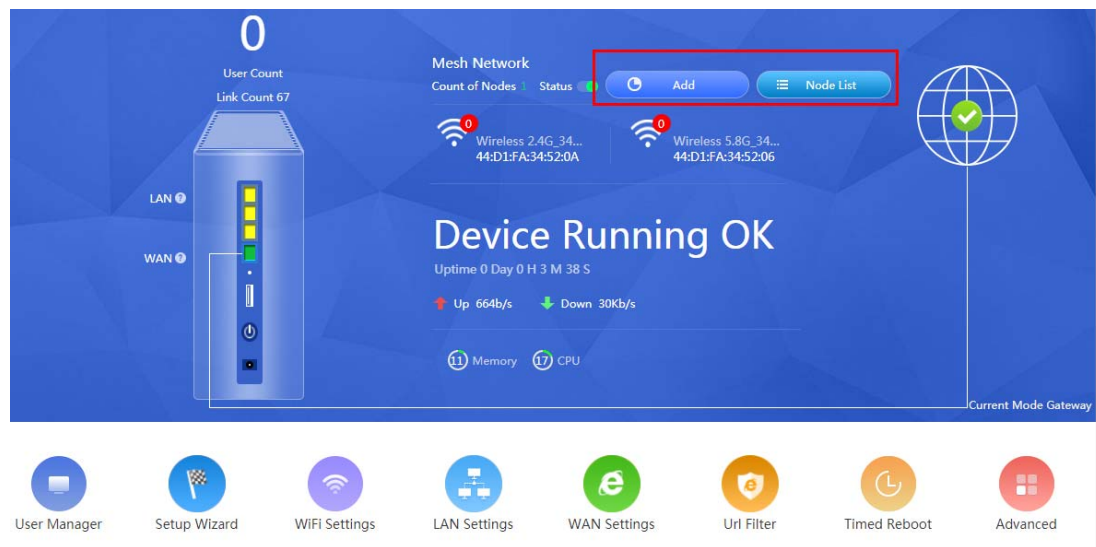 0
User Count
Link Count 67
LAN
WAN
Mesh Network
Count of Nodes 1 Status
Add
Node List
0
Wireless 2.4G_34...
44:D1:FA:34:52:0A
0
Wireless 5.8G_34...
44:D1:FA:34:52:06
Device Running OK
Uptime 0 Day 0 H 3 M 38 S
Up 664b/s Down 30Kb/s
11 Memory 17 CPU
Current Mode Gateway
User Manager
Setup Wizard
WiFi Settings
LAN Settings
WAN Settings
Url Filter
Timed Reboot
Advanced